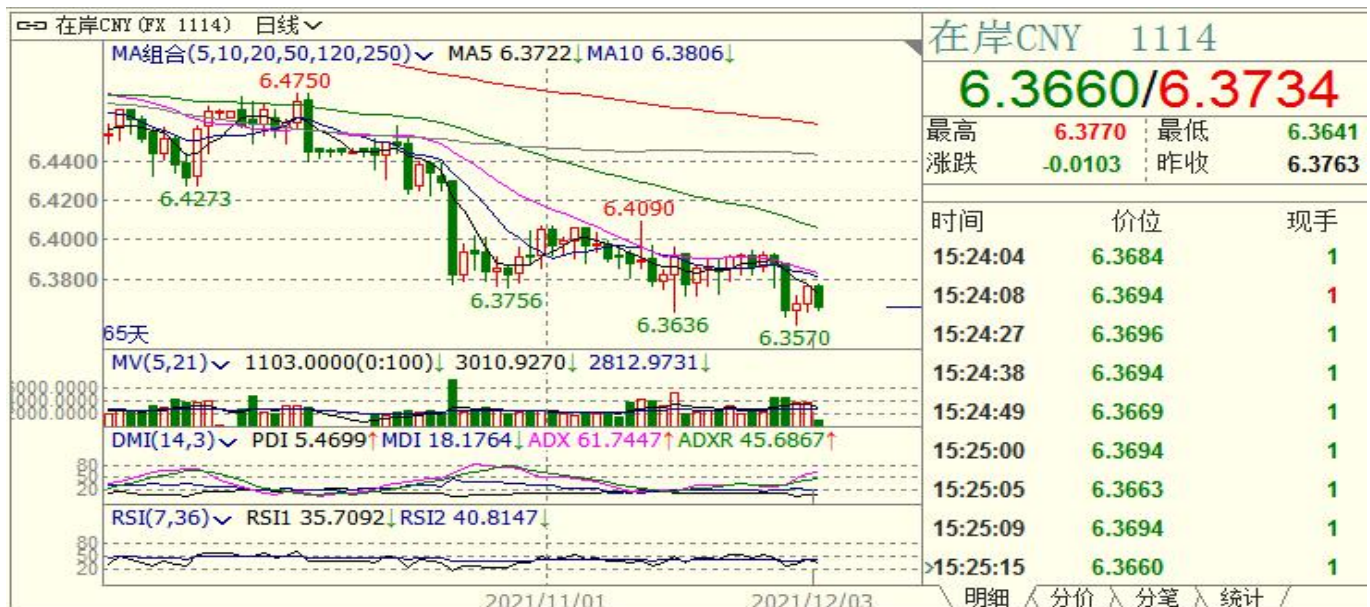 在岸CNY(FX 1114) 日线
MA组合(5,10,20,50,120,250) MA5 6.3722↓ MA10 6.3806↓
6.4750
6.4400
6.4200
6.4273
6.4090
6.4000
6.3800
6.3756
6.3636
6.3570
65天
MV(5,21) 1103.0000(0:100)↓ 3010.9270↓ 2812.9731↓
2000.0000
DMI(14,3) PDI 5.4699↑ MDI 18.1764↓ ADX 61.7447↑ ADXR 45.6867↑
80
50
20
RSI(7,36) RSI1 35.7092↓ RSI2 40.8147↓
80
50
20
2021/11/01 2021/12/03
在岸CNY 1114
6.3660/6.3734
最高 6.3770 最低 6.3641
涨跌 -0.0103 昨收 6.3763
时间 价位 现手
15:24:04 6.3684 1
15:24:08 6.3694 1
15:24:27 6.3696 1
15:24:38 6.3694 1
15:24:49 6.3669 1
15:25:00 6.3694 1
15:25:05 6.3663 1
15:25:09 6.3694 1
15:25:15 6.3660 1
明细 分价 分笔 统计